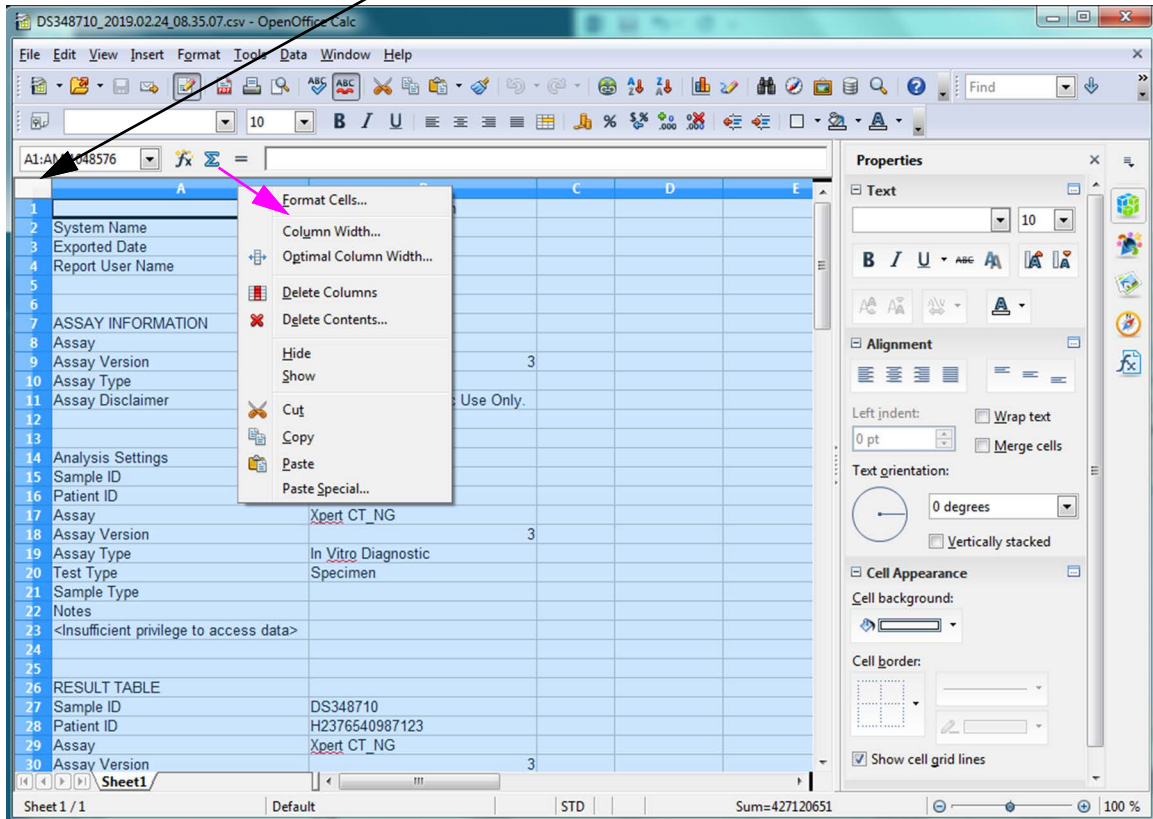 DS348710_2019.02.24_08.35.07.csv - OpenOffice Calc
File Edit View Insert Format Tools Data Window Help
ABC ABC Find
10 B I U %
A1:AM1048576 =
Properties
A C D E
1
2 System Name
3 Exported Date
4 Report User Name
5
6
7 ASSAY INFORMATION
8 Assay
9 Assay Version 3
10 Assay Type
11 Assay Disclaimer Use Only.
12
13
14 Analysis Settings
15 Sample ID
16 Patient ID
17 Assay Xpert CT_NG
18 Assay Version 3
19 Assay Type In Vitro Diagnostic
20 Test Type Specimen
21 Sample Type
22 Notes
23 <Insufficient privilege to access data>
24
25
26 RESULT TABLE
27 Sample ID DS348710
28 Patient ID H2376540987123
29 Assay Xpert CT_NG
30 Assay Version 3
Format Cells...
Column Width...
Optimal Column Width...
Delete Columns
Delete Contents...
Hide
Show
Cut
Copy
Paste
Paste Special...
Text
10
B I U ABC
Alignment
Left indent: Wrap text
0 pt Merge cells
Text orientation:
0 degrees
Vertically stacked
Cell Appearance
Cell background:
Cell border:
Show cell grid lines
Sheet1
Sheet 1 / 1 Default STD Sum=427120651 100 %